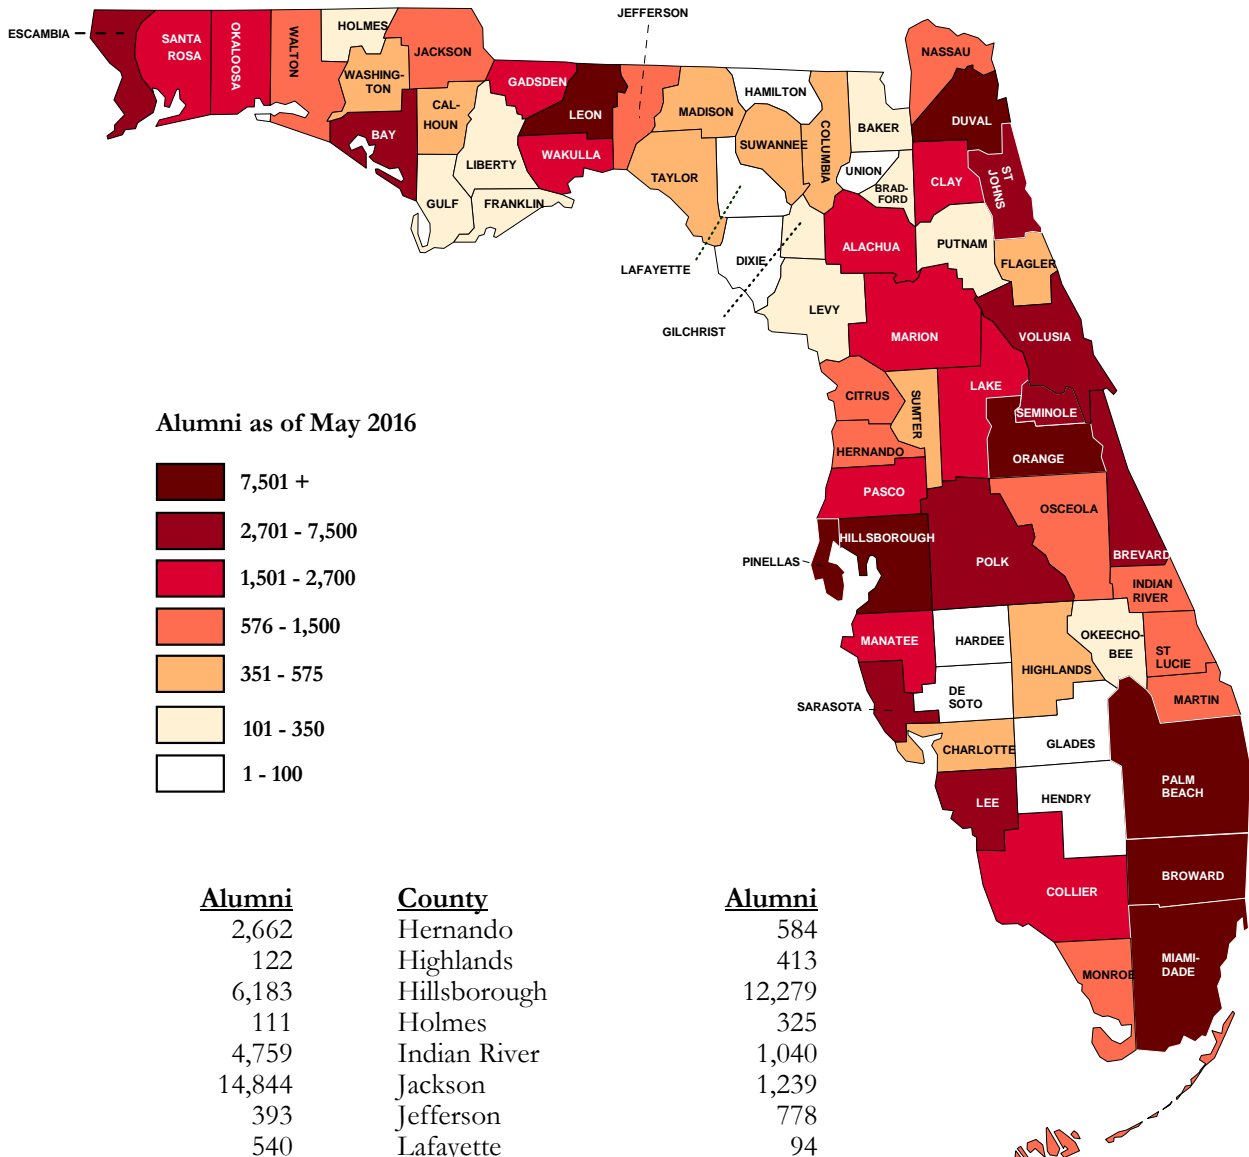 JEFFERSON
ESCAMBIA
SANTA
ROSA
OKALOOSA
WALTON
HOLMES
WASHING-
TON
JACKSON
BAY
CAL-
HOUN
GULF
LIBERTY
FRANKLIN
GADSDEN
LEON
WAKULLA
MADISON
TAYLOR
HAMILTON
SUWANNEE
COLUMBIA
LAFAYETTE
DIXIE
GILCHRIST
BAKER
UNION
BRAD-
FORD
NASSAU
DUVAL
CLAY
ST
JOHNS
ALACHUA
PUTNAM
FLAGLER
LEVY
MARION
VOLUSIA
CITRUS
SUMTER
LAKE
SEMINOLE
HERNANDO
ORANGE
PASCO
OSCEOLA
HILLSBOROUGH
PINELLAS
POLK
BREVARD
INDIAN
RIVER
MANATEE
HARDEE
HIGHLANDS
OKEECHO-
BEE
ST
LUCIE
SARASOTA
DE
SOTO
MARTIN
CHARLOTTE
GLADES
LEE
HENDRY
PALM
BEACH
COLLIER
BROWARD
MONROE
MIAMI-
DADE
Alumni as of May 2016
7,501 +
2,701 - 7,500
1,501 - 2,700
576 - 1,500
351 - 575
101 - 350
1 - 100
Alumni County Alumni
2,662 Hernando 584
122 Highlands 413
6,183 Hillsborough 12,279
111 Holmes 325
4,759 Indian River 1,040
14,844 Jackson 1,239
393 Jefferson 778
540 Lafayette 94